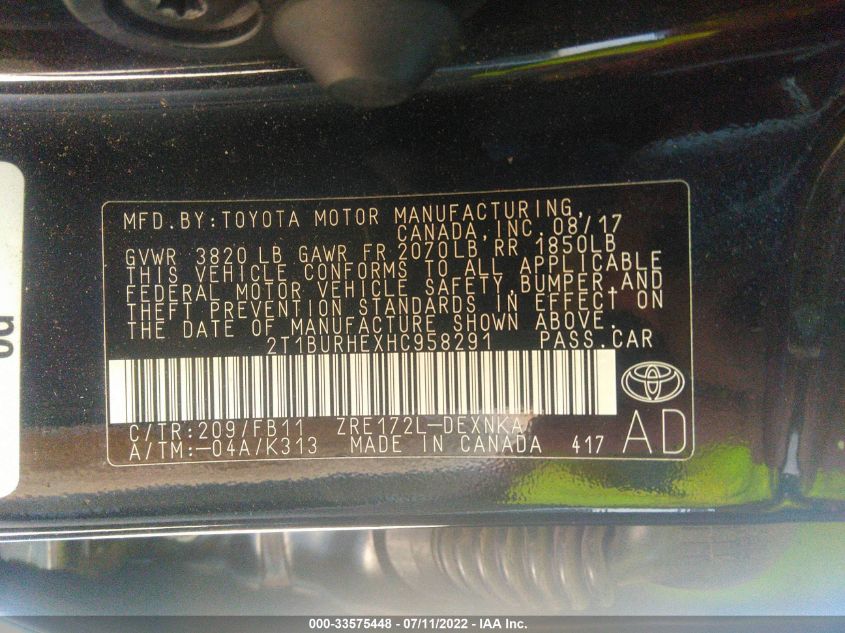 MFD.BY:TOYOTA MOTOR MANUFACTURING,
CANADA,INC.08/17
GVWR 3820 LB GAWR FR 2070LB RR 1850LB
THIS VEHICLE CONFORMS TO ALL APPLICABLE
FEDERAL MOTOR VEHICLE SAFETY,BUMPER,AND
THEFT PREVENTION STANDARDS IN EFFECT ON
THE DATE OF MANUFACTURE SHOWN ABOVE.
2T1BURHEXHC958291 PASS.CAR
C/TR:209/FB11 ZRE172L-DEXNKA
A/TM:-04A/K313 MADE IN CANADA 417 AD
000-33575448 - 07/11/2022 - IAA Inc.